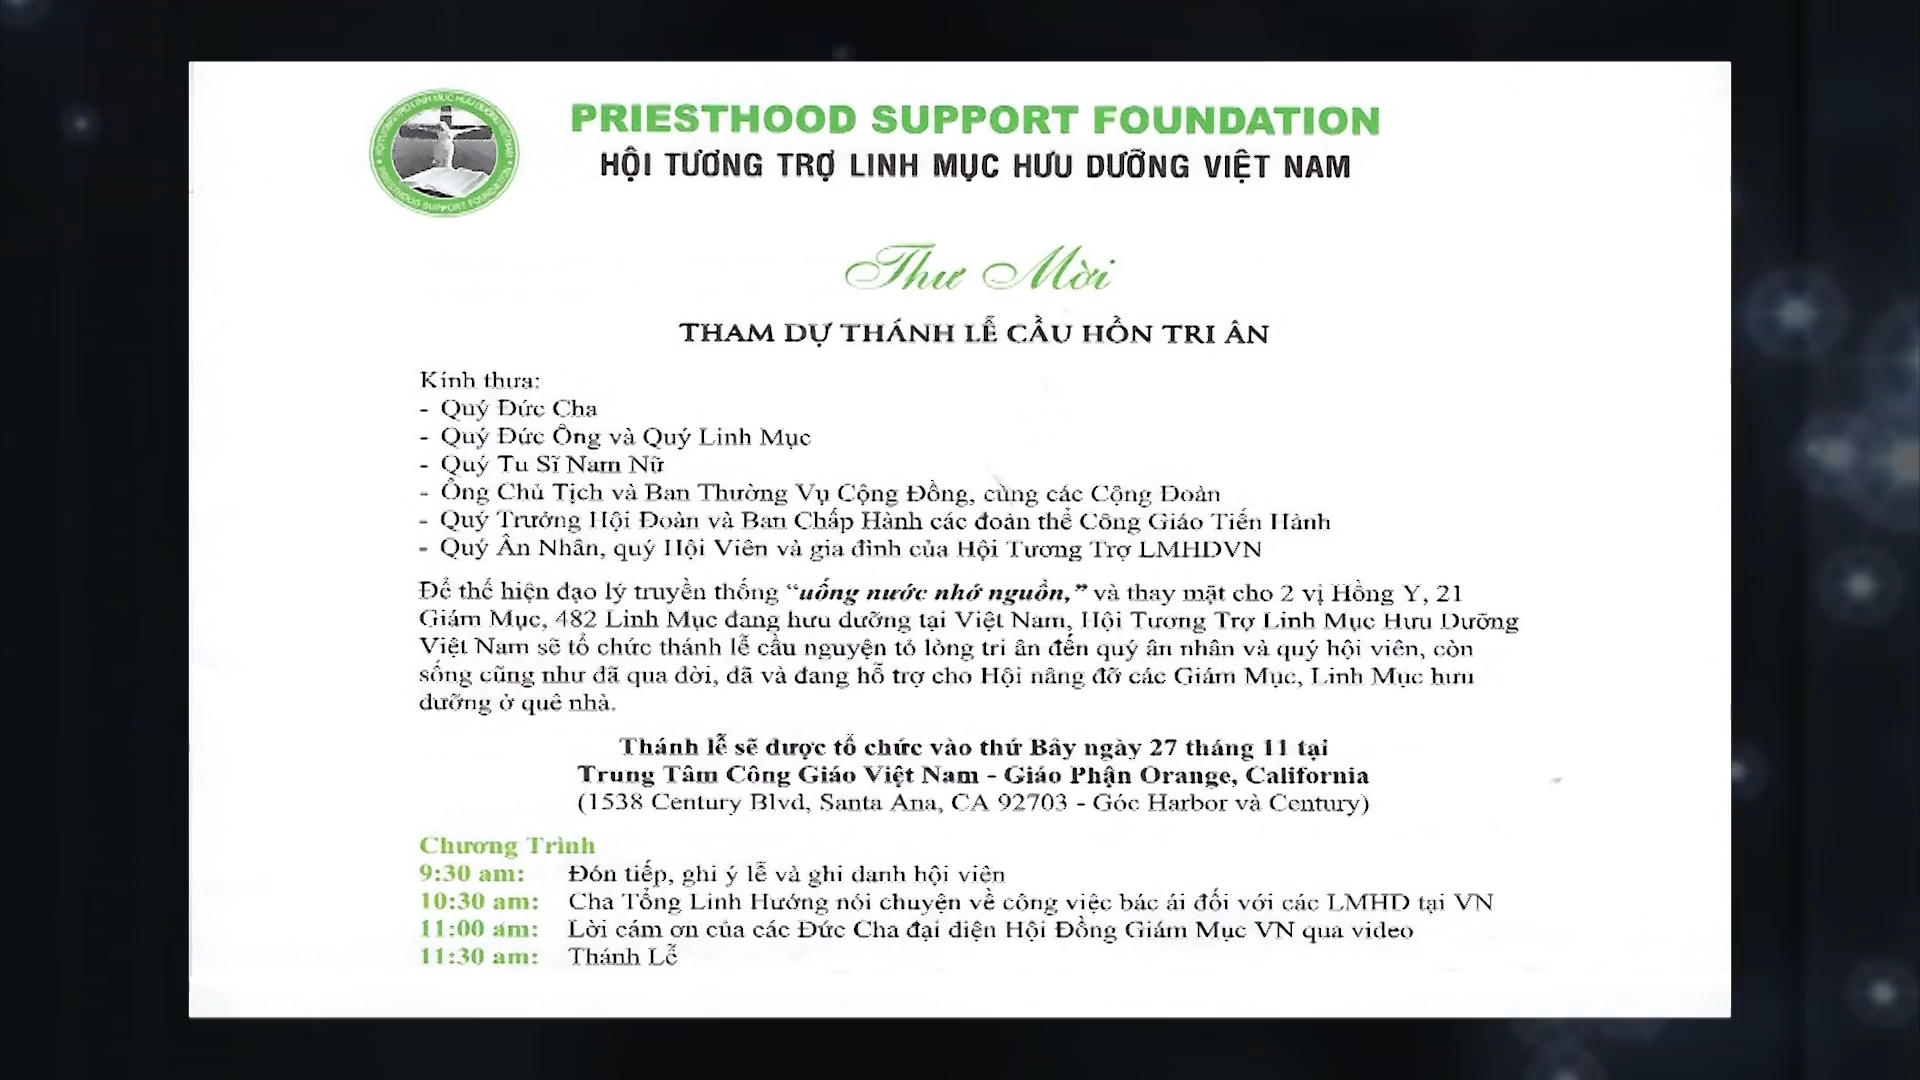 PRIESTHOOD SUPPORT FOUNDATION
HỘI TƯƠNG TRỢ LINH MỤC HƯU DƯỠNG VIỆT NAM
Thư Mời
THAM DỰ THÁNH LỄ CẦU HỒN TRI ÂN
Kính thưa:
- Quý Đức Cha
- Quý Đức Ông và Quý Linh Mục
- Quý Tu Sĩ Nam Nữ
- Ông Chủ Tịch và Ban Thường Vụ Cộng Đồng, cùng các Cộng Đoàn
- Quý Trưởng Hội Đoàn và Ban Chấp Hành các đoàn thể Công Giáo Tiến Hành
- Quý Ân Nhân, quý Hội Viên và gia đình của Hội Tương Trợ LMHDVN
Để thể hiện đạo lý truyền thống “uống nước nhớ nguồn,” và thay mặt cho 2 vị Hồng Y, 21
Giám Mục, 482 Linh Mục đang hưu dưỡng tại Việt Nam, Hội Tương Trợ Linh Mục Hưu Dưỡng
Việt Nam sẽ tổ chức thánh lễ cầu nguyện tỏ lòng tri ân đến quý ân nhân và quý hội viên, còn
sống cũng như đã qua đời, đã và đang hỗ trợ cho Hội nâng đỡ các Giám Mục, Linh Mục hưu
dưỡng ở quê nhà.
Thánh lễ sẽ được tổ chức vào thứ Bảy ngày 27 tháng 11 tại
Trung Tâm Công Giáo Việt Nam - Giáo Phận Orange, California
(1538 Century Blvd, Santa Ana, CA 92703 - Góc Harbor và Century)
Chương Trình
9:30 am: Đón tiếp, ghi ý lễ và ghi danh hội viên
10:30 am: Cha Tổng Linh Hướng nói chuyện về công việc bác ái đối với các LMHD tại VN
11:00 am: Lời cám ơn của các Đức Cha đại diện Hội Đồng Giám Mục VN qua video
11:30 am: Thánh Lễ